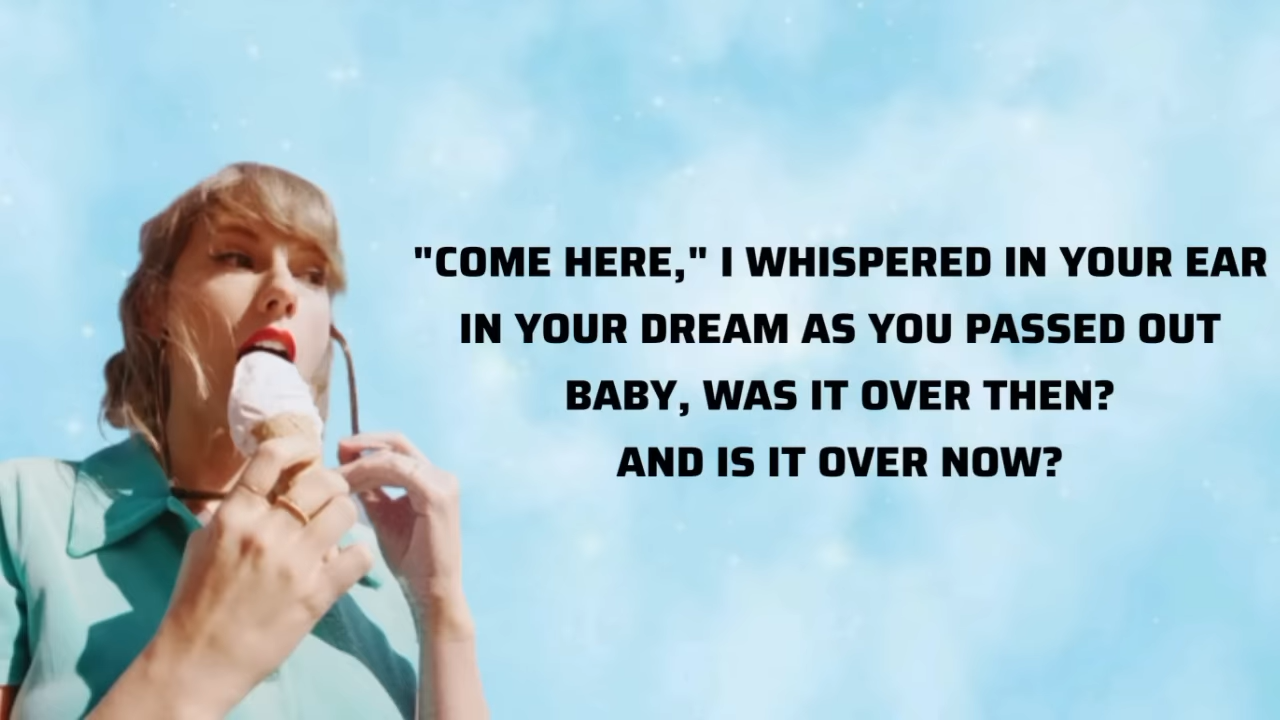 "COME HERE," I WHISPERED IN YOUR EAR
IN YOUR DREAM AS YOU PASSED OUT
BABY, WAS IT OVER THEN?
AND IS IT OVER NOW?